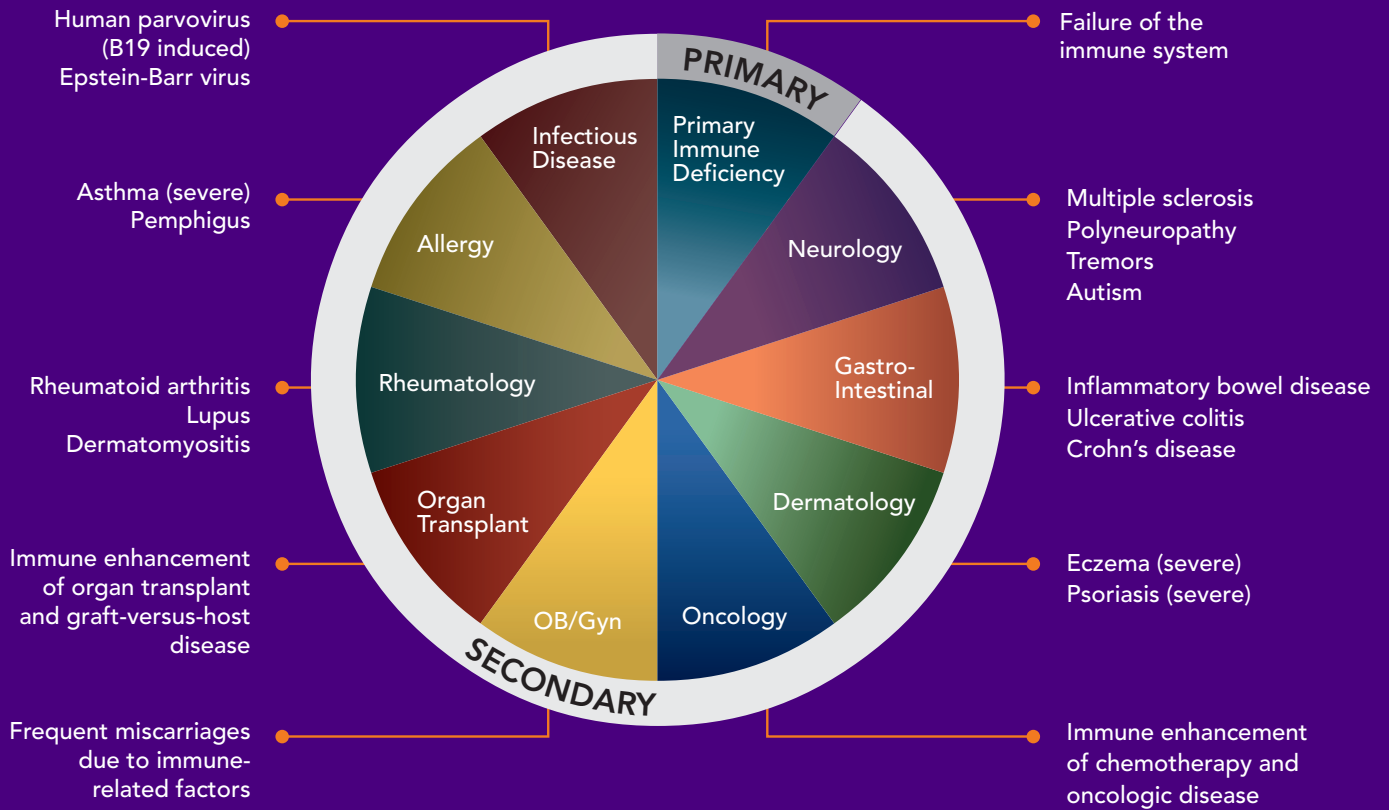 Human parvovirus
(B19 induced)
Epstein-Barr virus
Failure of the
immune system
PRIMARY
Infectious
Disease
Primary
Immune
Deficiency
Asthma (severe)
Pemphigus
Allergy
Neurology
Multiple sclerosis
Polyneuropathy
Tremors
Autism
Rheumatoid arthritis
Lupus
Dermatomyositis
Rheumatology
Gastro-
Intestinal
Inflammatory bowel disease
Ulcerative colitis
Crohn’s disease
Organ
Transplant
Dermatology
Immune enhancement
of organ transplant
and graft-versus-host
disease
Eczema (severe)
Psoriasis (severe)
OB/Gyn
Oncology
SECONDARY
Frequent miscarriages
due to immune-
related factors
Immune enhancement
of chemotherapy and
oncologic disease